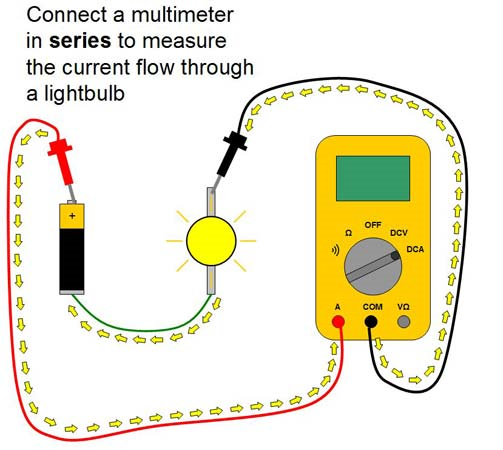 Connect a multimeter
in series to measure
the current flow through
a lightbulb
+
OFF
Ω DCV
DCA
A COM VΩ